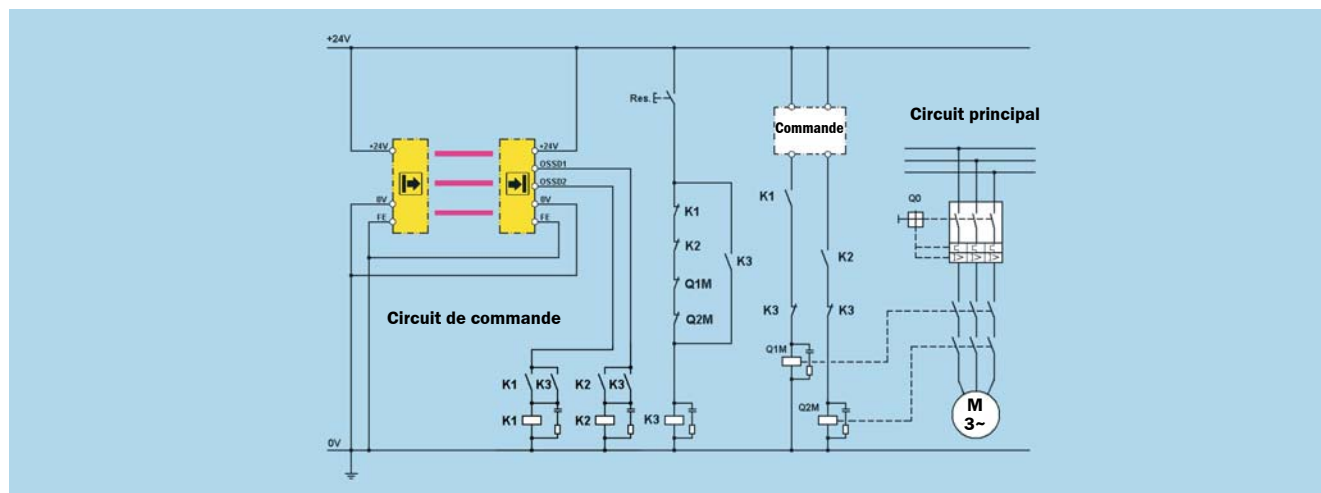 +24V
Res.
Commande
Circuit principal
+24V
+24V
OSSD1
OSSD2
0V
0V
FE
FE
K1
K1
Q0
K2
K3
K2
Q1M
Circuit de commande
Q2M
K3
K3
Q1M
K1 K3 K2 K3
Q2M
M
3~
K1
K2
K3
0V